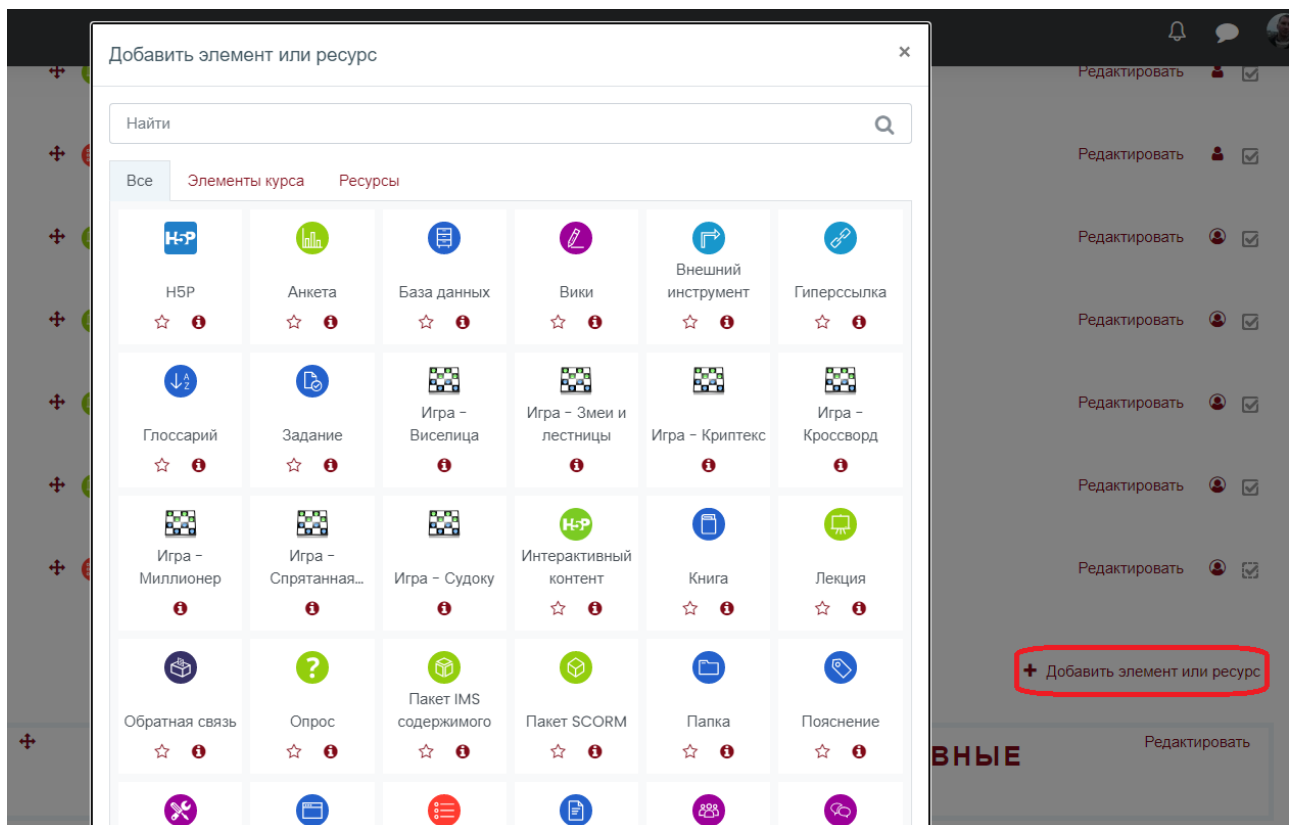 Добавить элемент или ресурс ×
Найти
Все Элементы курса Ресурсы
H5P
Анкета
База данных
Вики
Внешний
инструмент
Гиперссылка
Глоссарий
Задание
Игра -
Виселица
Игра - Змеи и
лестницы
Игра - Криптекс
Игра -
Кроссворд
Игра -
Миллионер
Игра -
Спрятанная...
Игра - Судоку
Интерактивный
контент
Книга
Лекция
Обратная связь
Опрос
Пакет IMS
содержимого
Пакет SCORM
Папка
Пояснение
Редактировать
Редактировать
Редактировать
Редактировать
Редактировать
Редактировать
Редактировать
+ Добавить элемент или ресурс
Редактировать
ВНЫЕ